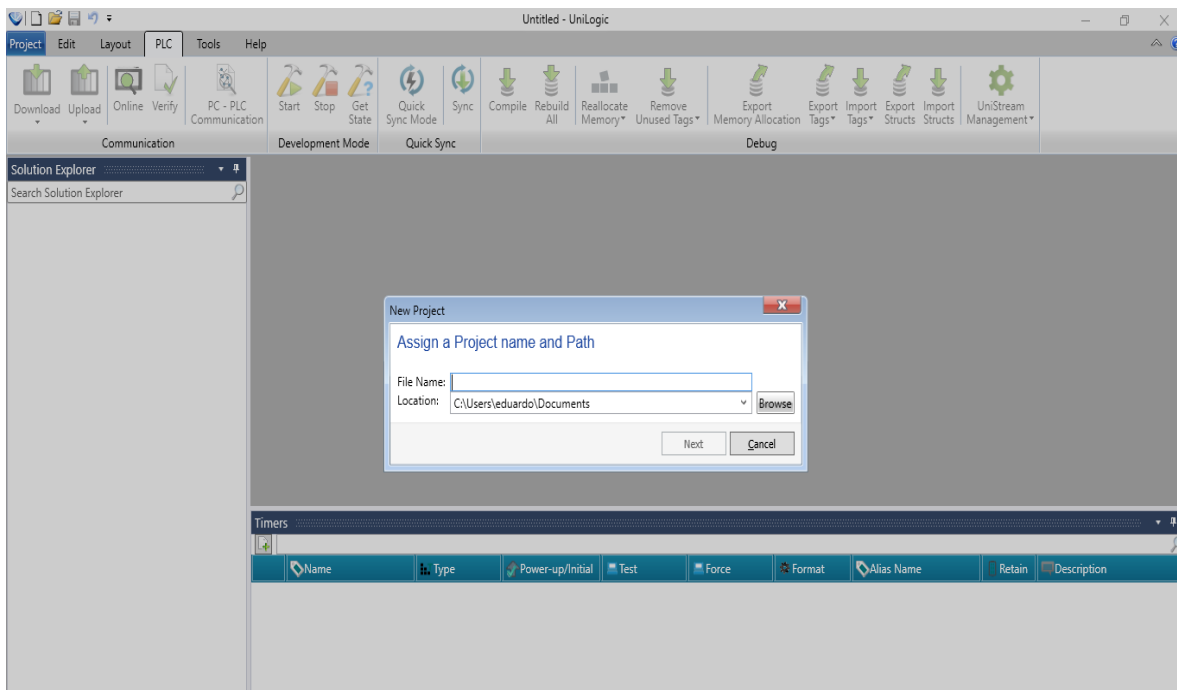 Untitled - UniLogic
Project Edit Layout PLC Tools Help
Download Upload Online Verify PC - PLC Communication
Start Stop Get State
Quick Sync Mode Sync
Compile Rebuild All Reallocate Memory Remove Unused Tags Export Memory Allocation Export Tags Import Tags Export Structs Import Structs UniStream Management
Communication Development Mode Quick Sync Debug
Solution Explorer
Search Solution Explorer
New Project
Assign a Project name and Path
File Name:
Location: C:\Users\eduardo\Documents Browse
Next Cancel
Timers
Name Type Power-up/Initial Test Force Format Alias Name Retain Description